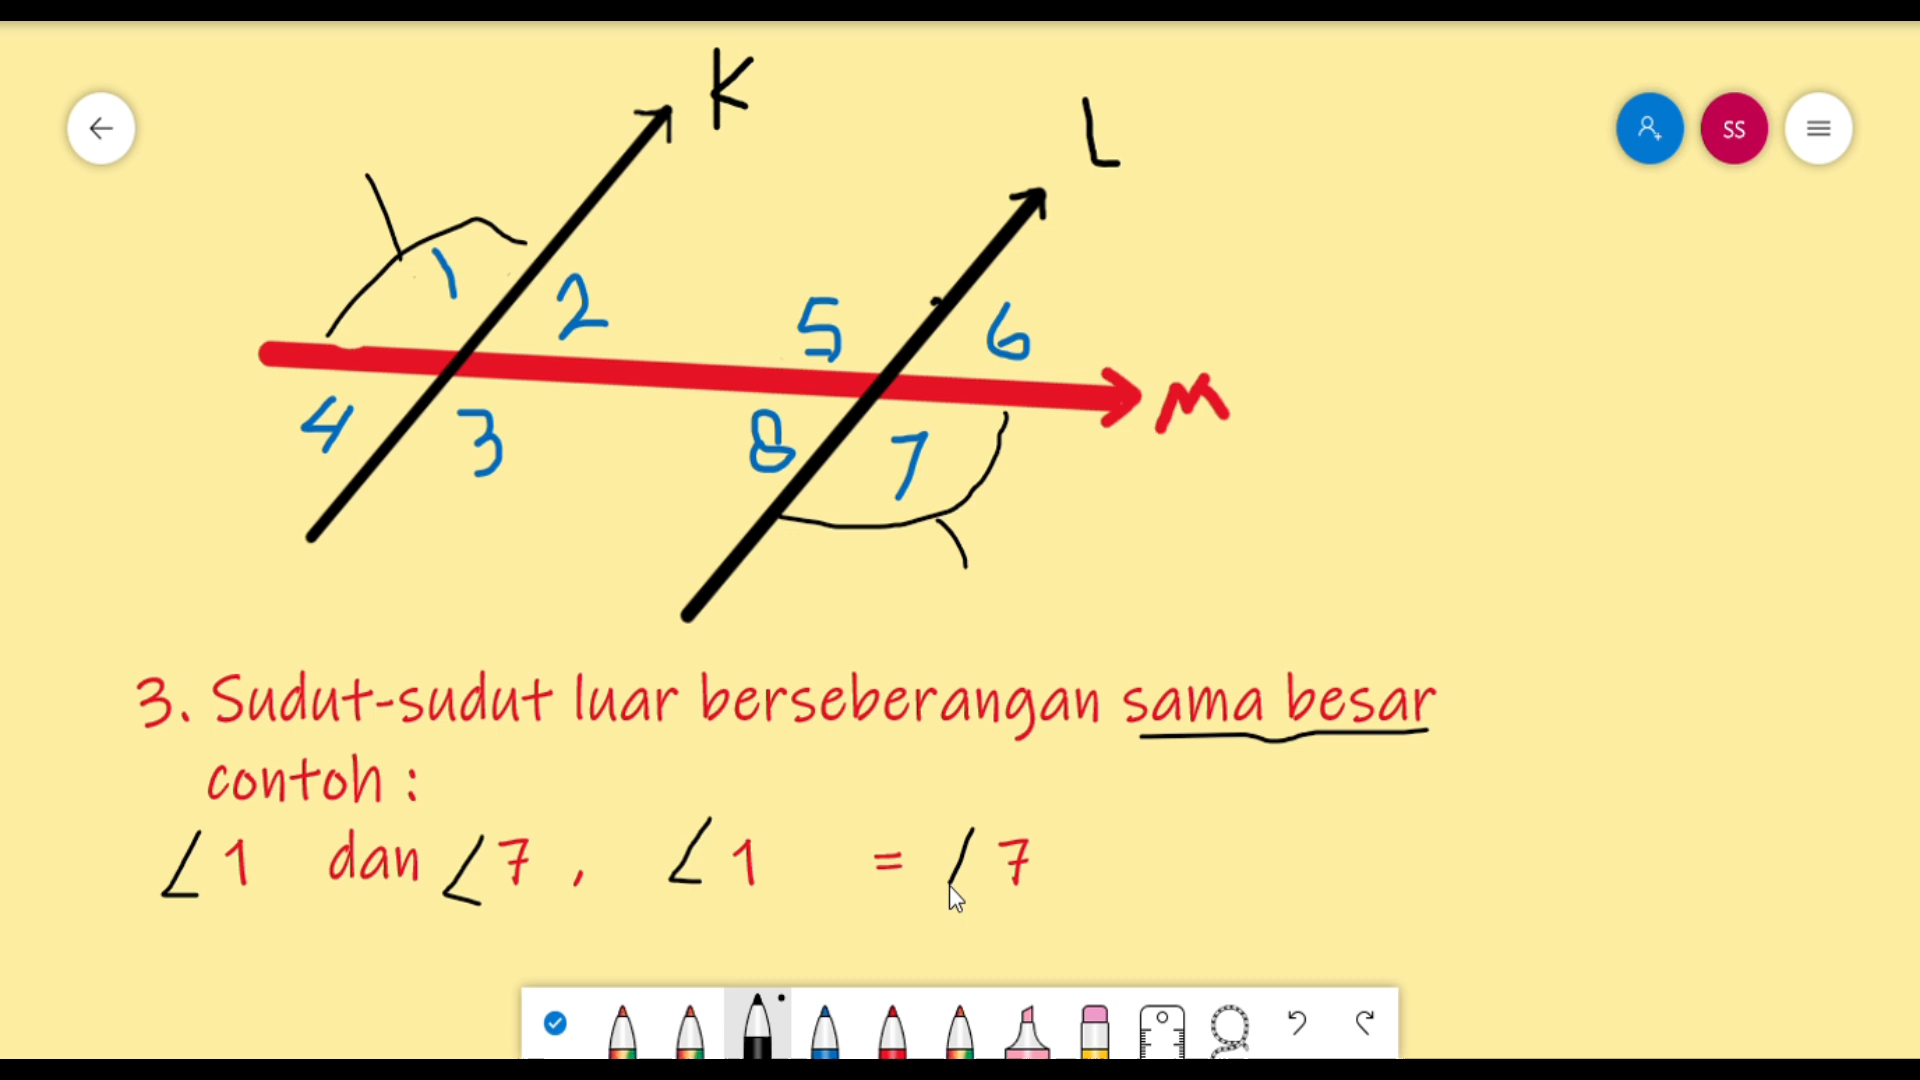 K
L
SS
1
2
5
6
M
4
3
8
7
3. Sudut-sudut luar berseberangan sama besar
contoh :
∠1 dan ∠7 , ∠1 = /7